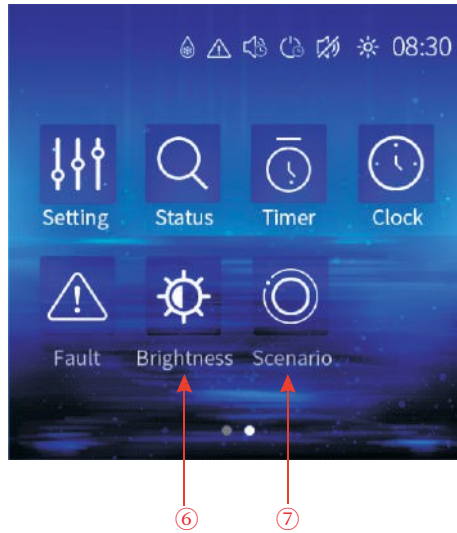 08:30
Setting Status Timer Clock
Fault Brightness Scenario
⑥ ⑦